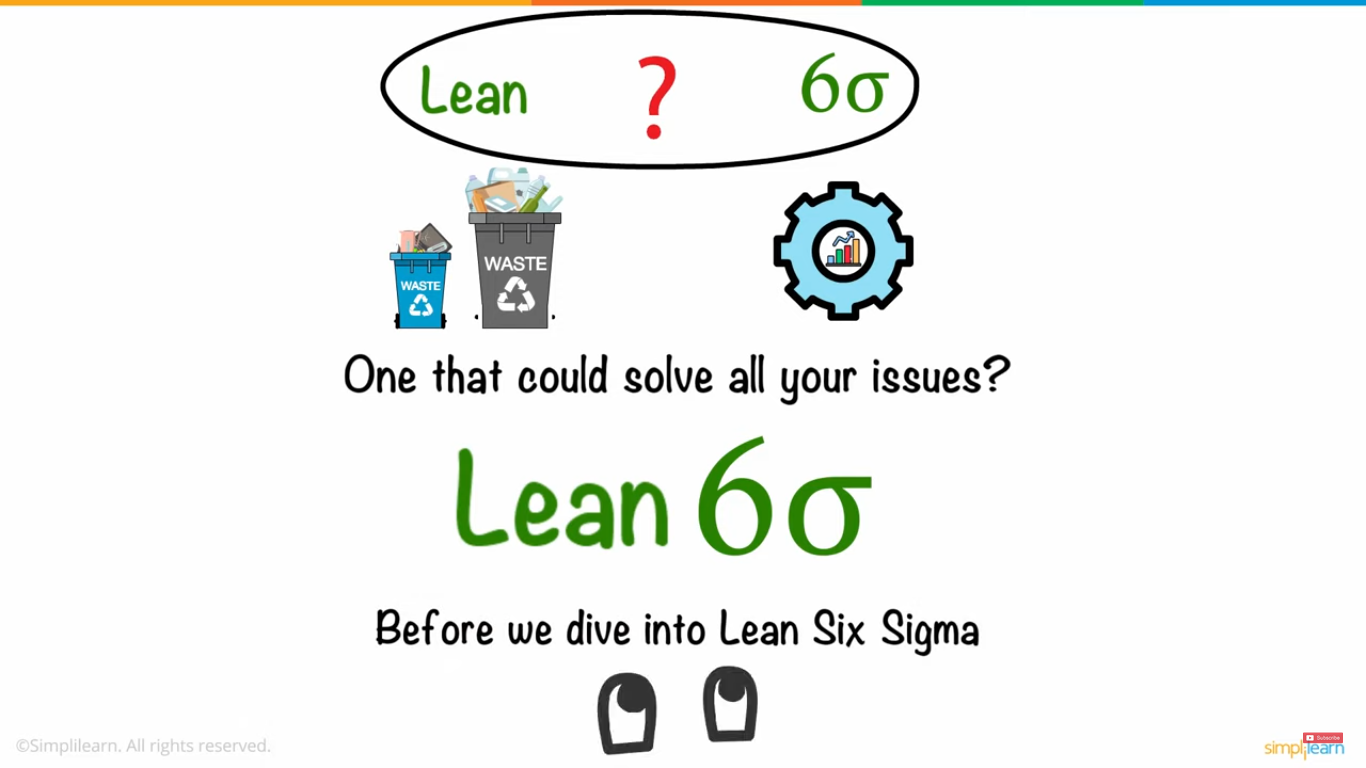 Lean ? 6σ
WASTE
WASTE
One that could solve all your issues?
Lean 6σ
Before we dive into Lean Six Sigma
©Simplilearn. All rights reserved.
Subscribe
simplilearn